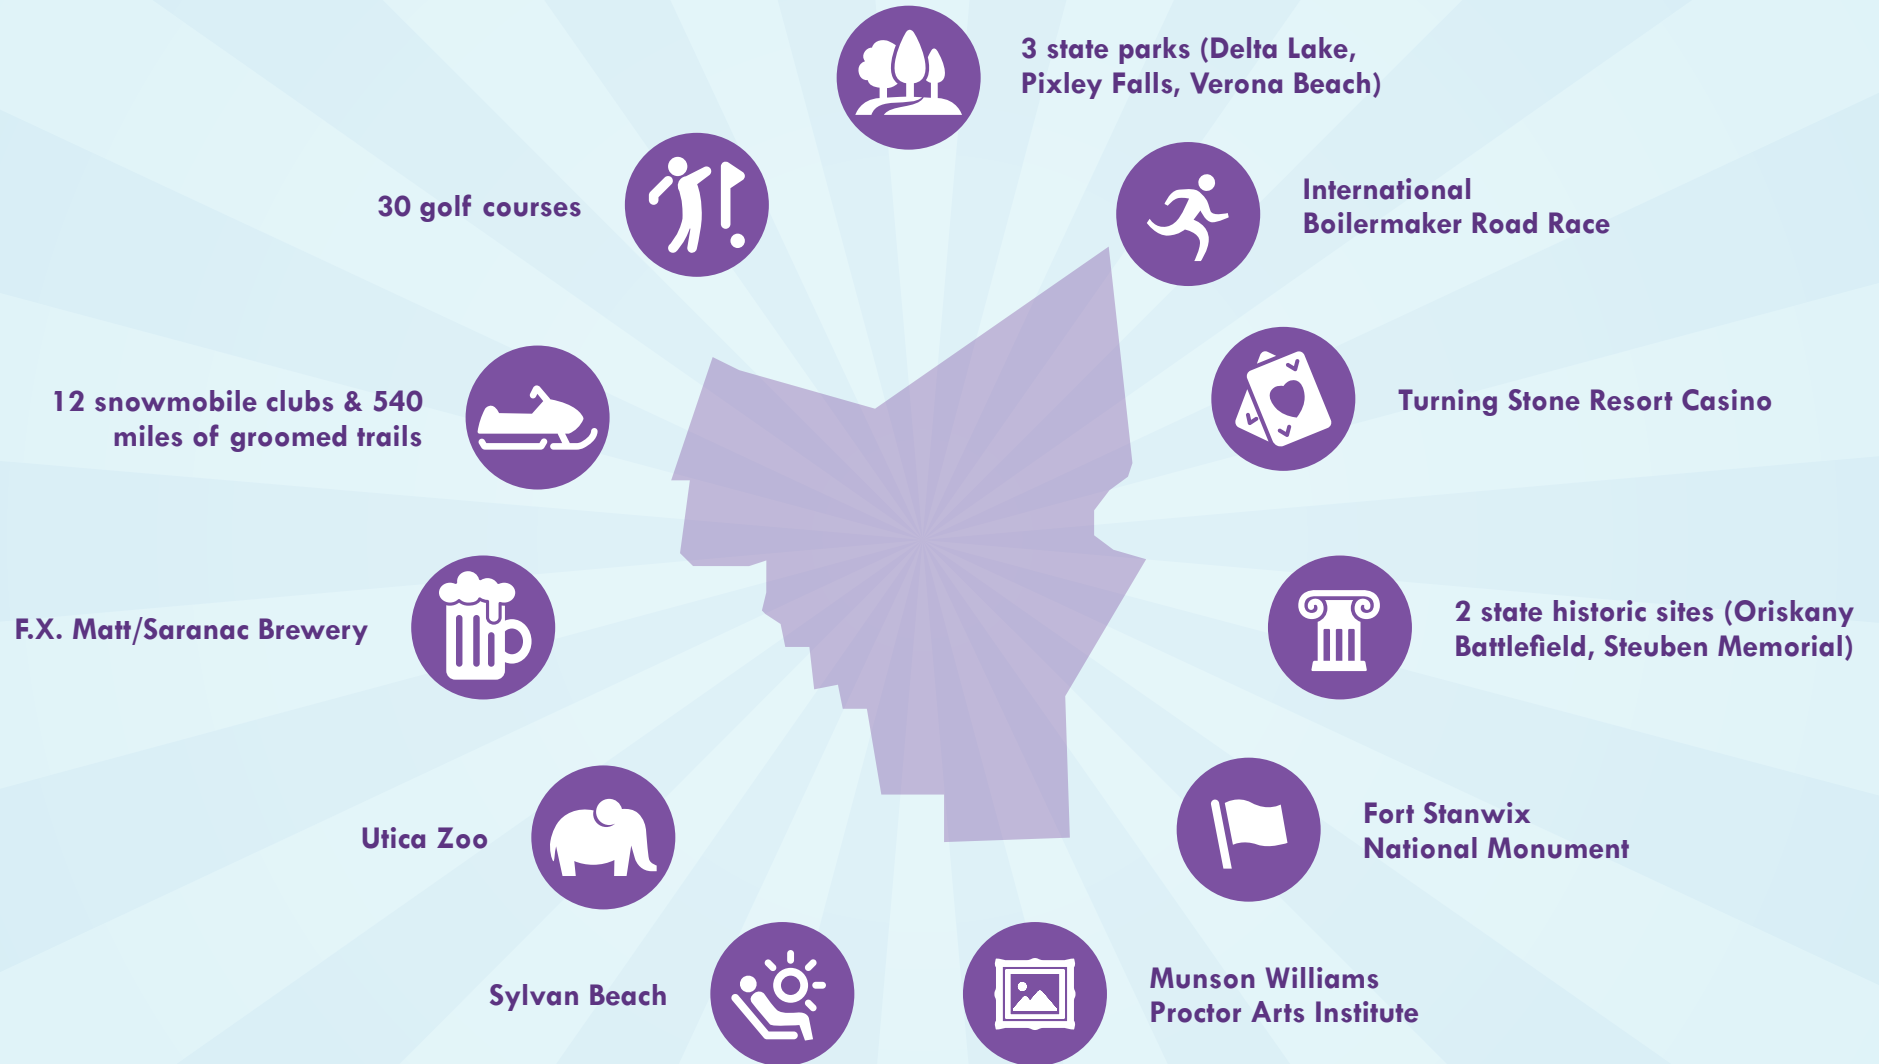 3 state parks (Delta Lake,
Pixley Falls, Verona Beach)
30 golf courses
International
Boilermaker Road Race
12 snowmobile clubs & 540
miles of groomed trails
Turning Stone Resort Casino
F.X. Matt/Saranac Brewery
2 state historic sites (Oriskany
Battlefield, Steuben Memorial)
Utica Zoo
Fort Stanwix
National Monument
Sylvan Beach
Munson Williams
Proctor Arts Institute